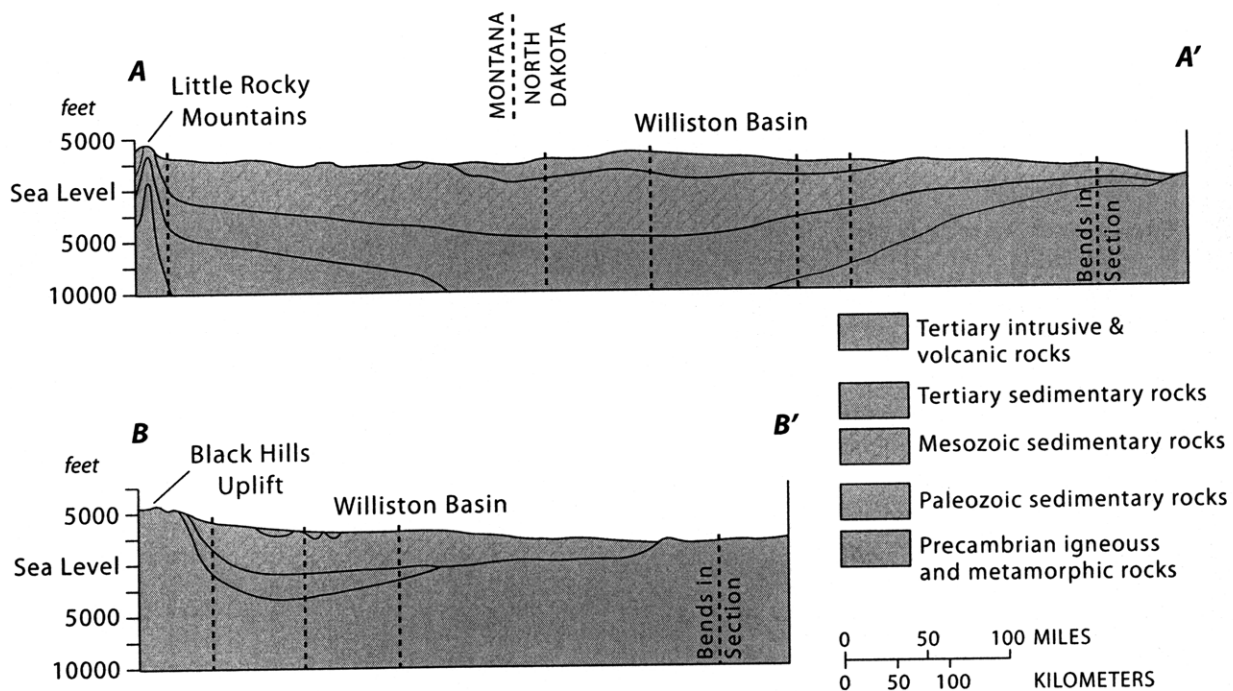 A
A'
MONTANA
NORTH
DAKOTA
Little Rocky
Mountains
feet
Williston Basin
5000
Sea Level
5000
10000
Bends in
Section
Tertiary intrusive &
volcanic rocks
Tertiary sedimentary rocks
Mesozoic sedimentary rocks
Paleozoic sedimentary rocks
Precambrian igneouss
and metamorphic rocks
B
B'
Black Hills
Uplift
feet
Williston Basin
5000
Sea Level
5000
10000
Bends in
Section
0 50 100 MILES
0 50 100
KILOMETERS